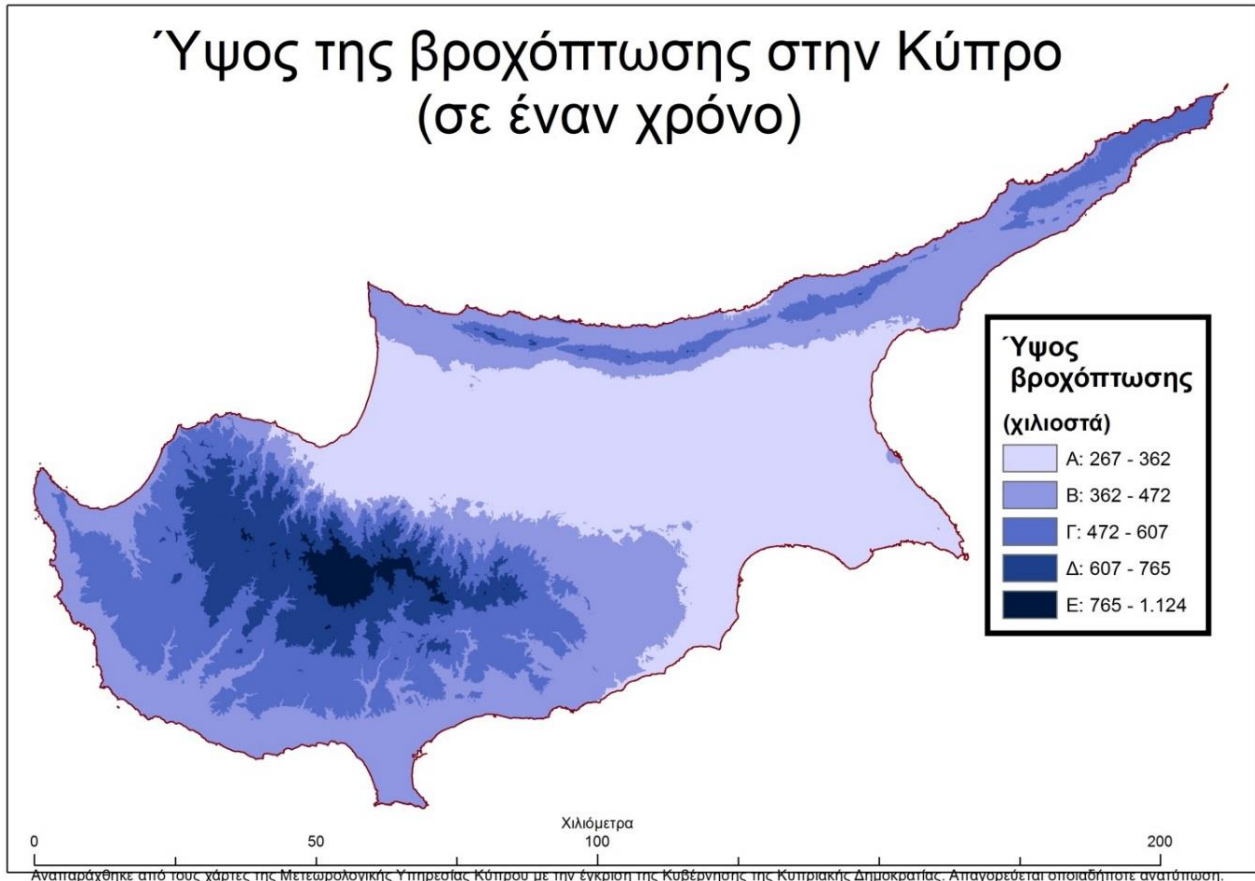 Ύψος της βροχόπτωσης στην Κύπρο
(σε έναν χρόνο)
Ύψος
βροχόπτωσης
(χιλιοστά)
Α: 267 - 362
Β: 362 - 472
Γ: 472 - 607
Δ: 607 - 765
Ε: 765 - 1.124
Χιλιόμετρα
0 50 100 200
Αναπαράχθηκε από τους χάρτες της Μετεωρολογικής Υπηρεσίας Κύπρου με την έγκριση της Κυβέρνησης της Κυπριακής Δημοκρατίας. Απαγορεύεται οποιαδήποτε ανατύπωση.